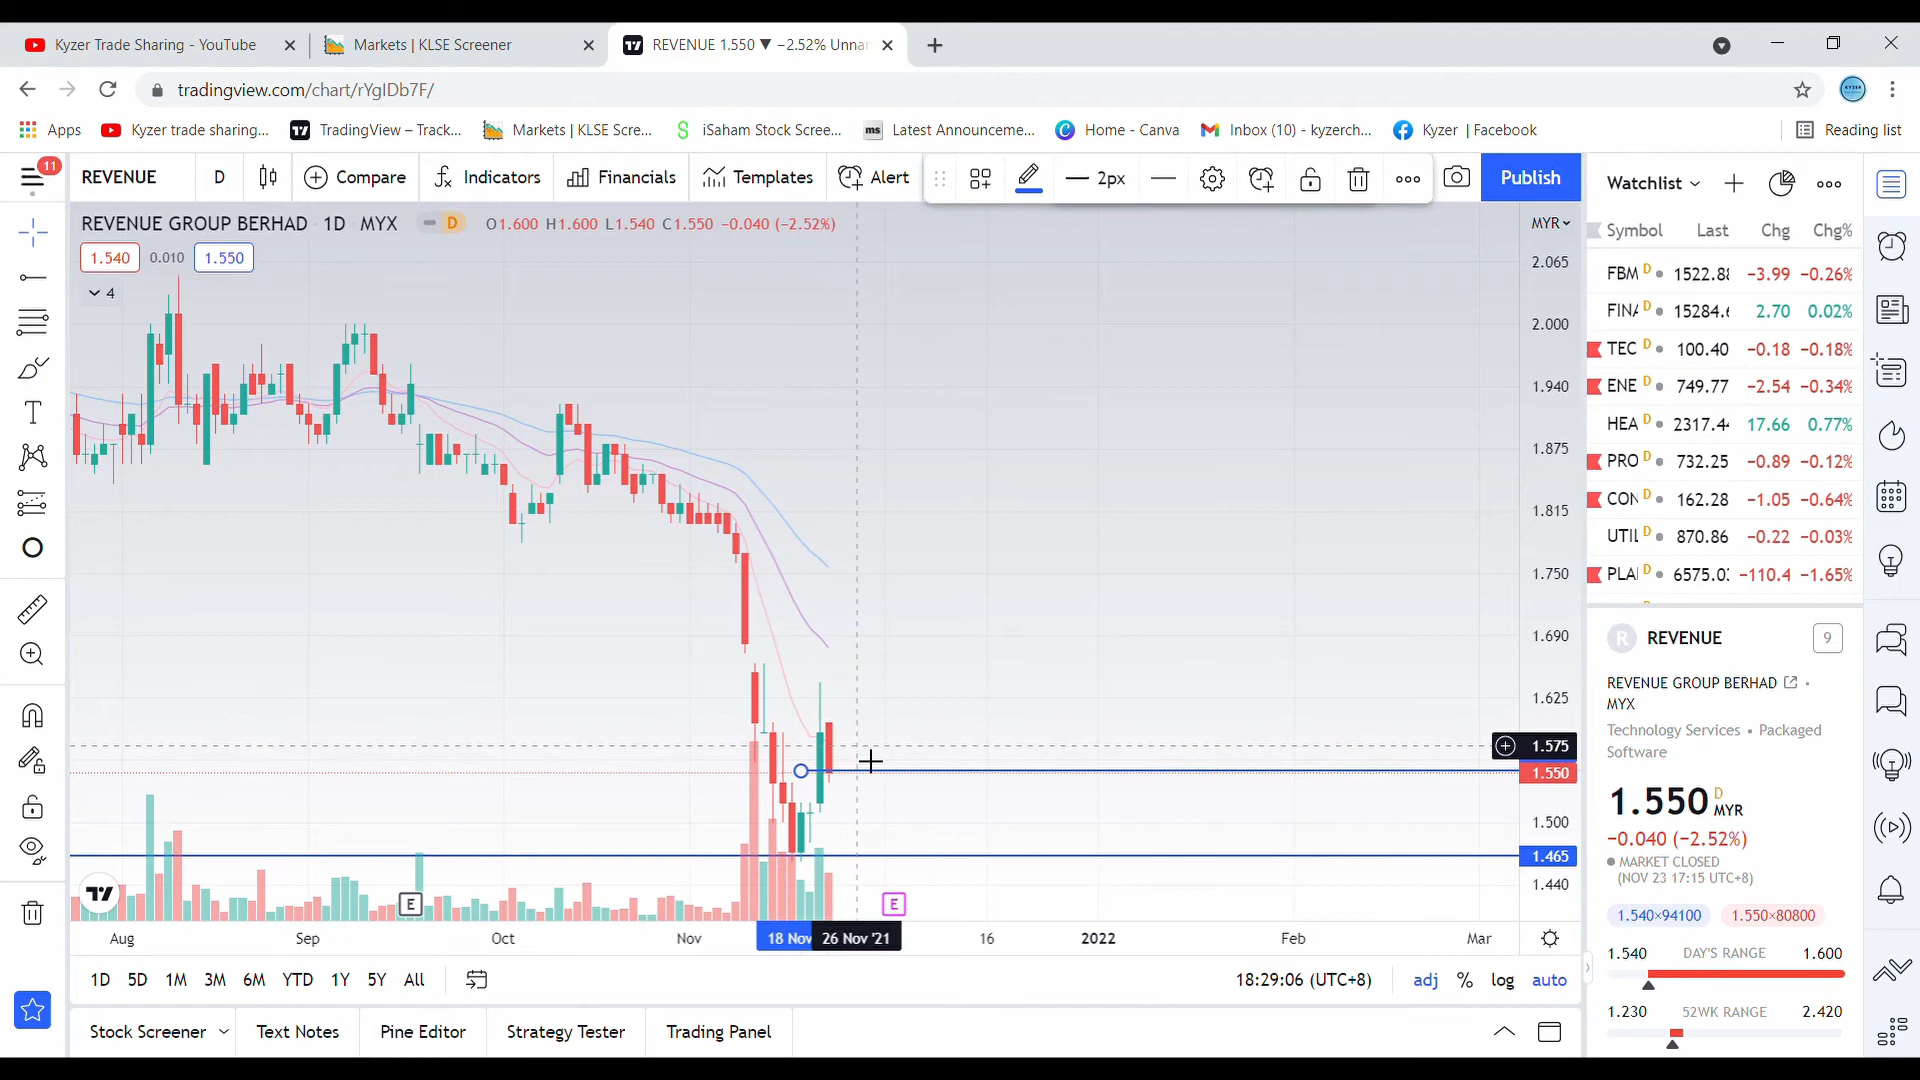 Kyzer Trade Sharing - YouTube
Markets | KLSE Screener
REVENUE 1.550 ▼ −2.52% Unna
tradingview.com/chart/rYgIDb7F/
Apps
Kyzer trade sharing...
TradingView – Track...
Markets | KLSE Scre...
iSaham Stock Scree...
ms Latest Announceme...
Home - Canva
Inbox (10) - kyzerch...
Kyzer | Facebook
Reading list
11
REVENUE
D
Compare
Indicators
Financials
Templates
Alert
2px
Publish
REVENUE GROUP BERHAD · 1D MYX
D
O1.600 H1.600 L1.540 C1.550 −0.040 (−2.52%)
1.540 0.010 1.550
4
MYR
2.065
2.000
1.940
1.875
1.815
1.750
1.690
1.625
1.575
1.550
1.500
1.465
1.440
E
E
Aug Sep Oct Nov 18 Nov 26 Nov '21 16 2022 Feb Mar
1D 5D 1M 3M 6M YTD 1Y 5Y All
18:29:06 (UTC+8)
adj % log auto
Stock Screener
Text Notes
Pine Editor
Strategy Tester
Trading Panel
Watchlist
Symbol Last Chg Chg%
FBM D 1522.88 −3.99 −0.26%
FINA D 15284.6 2.70 0.02%
TEC D 100.40 −0.18 −0.18%
ENE D 749.77 −2.54 −0.34%
HEA D 2317.44 17.66 0.77%
PRO D 732.25 −0.89 −0.12%
CON D 162.28 −1.05 −0.64%
UTIL D 870.86 −0.22 −0.03%
PLA D 6575.03 −110.4 −1.65%
R REVENUE
9
REVENUE GROUP BERHAD ·
MYX
Technology Services • Packaged
Software
1.550 D MYR
−0.040 (−2.52%)
MARKET CLOSED
(NOV 23 17:15 UTC+8)
1.540×94100 1.550×80800
1.540 DAY'S RANGE 1.600
1.230 52WK RANGE 2.420